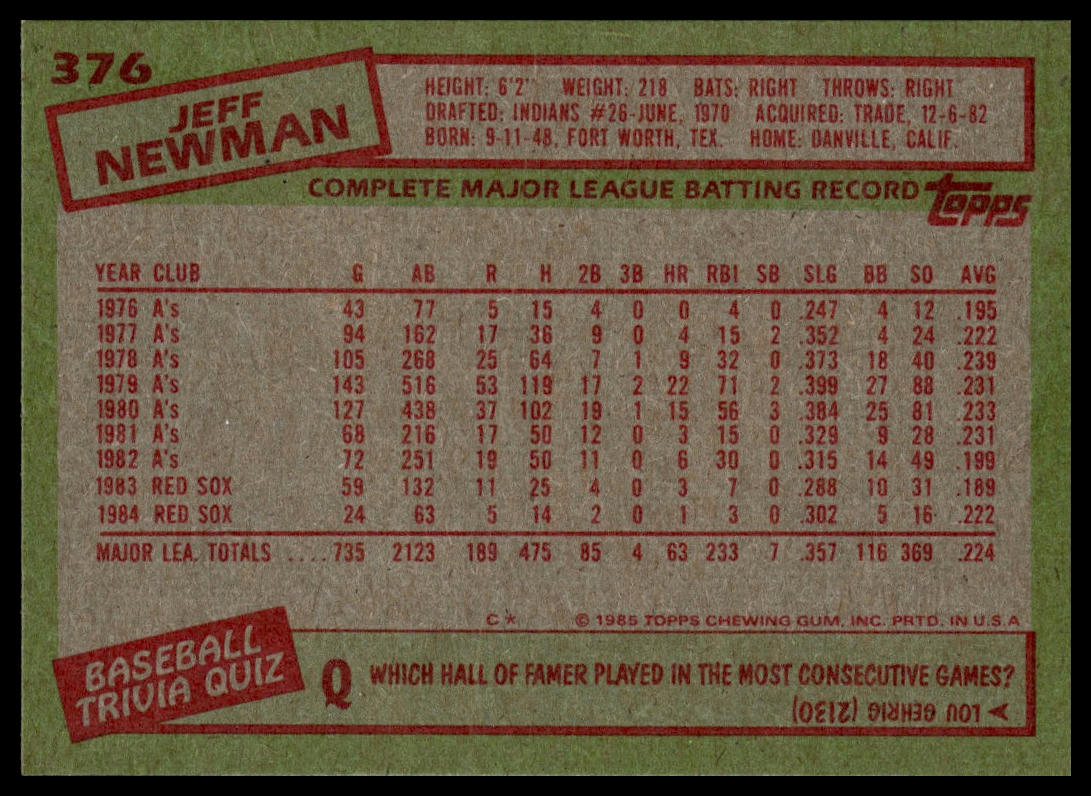 376
JEFF
NEWMAN
HEIGHT: 6'2" WEIGHT: 218 BATS: RIGHT THROWS: RIGHT
DRAFTED: INDIANS #26-JUNE, 1970 ACQUIRED: TRADE, 12-6-82
BORN: 9-11-48, FORT WORTH, TEX. HOME: DANVILLE, CALIF.
COMPLETE MAJOR LEAGUE BATTING RECORD topps
YEAR CLUB G AB R H 2B 3B HR RBI SB SLG BB SO AVG
1976 A's 43 77 5 15 4 0 0 4 0 .247 4 12 .195
1977 A's 94 162 17 36 9 0 4 15 2 .352 4 24 .222
1978 A's 105 268 25 64 7 1 9 32 0 .373 18 40 .239
1979 A's 143 516 53 119 17 2 22 71 2 .399 27 88 .231
1980 A's 127 438 37 102 19 1 15 56 3 .384 25 81 .233
1981 A's 68 216 17 50 12 0 3 15 0 .329 9 28 .231
1982 A's 72 251 19 50 11 0 6 30 0 .315 14 49 .199
1983 RED SOX 59 132 11 25 4 0 3 7 0 .288 10 31 .189
1984 RED SOX 24 63 5 14 2 0 1 3 0 .302 5 16 .222
MAJOR LEA. TOTALS ....735 2123 189 475 85 4 63 233 7 .357 116 369 .224
C* © 1985 TOPPS CHEWING GUM, INC. PRTD. IN U.S.A
BASEBALL
TRIVIA QUIZ
Q WHICH HALL OF FAMER PLAYED IN THE MOST CONSECUTIVE GAMES?
A LOU GEHRIG (2130)